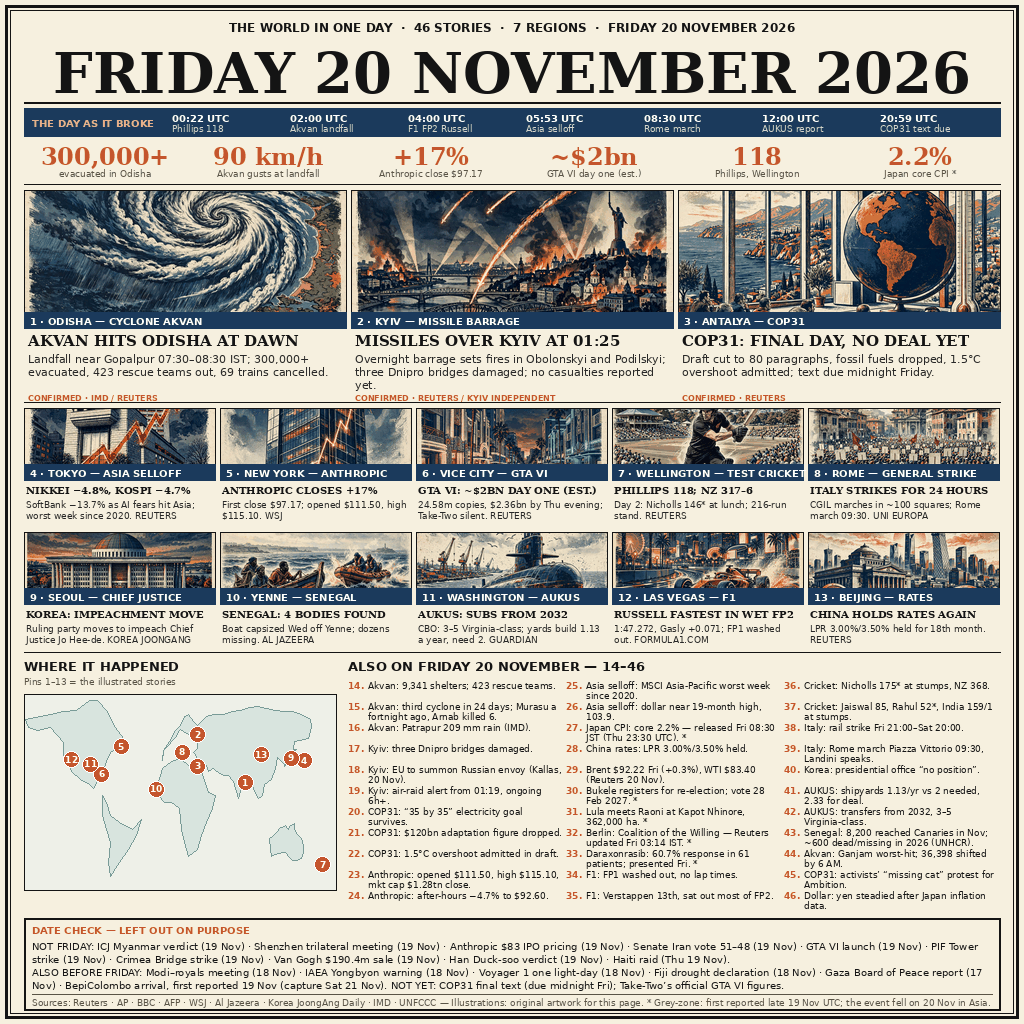 THE WORLD IN ONE DAY · 46 STORIES · 7 REGIONS · FRIDAY 20 NOVEMBER 2026
FRIDAY 20 NOVEMBER 2026
THE DAY AS IT BROKE
00:22 UTC
Phillips 118
02:00 UTC
Akvan landfall
04:00 UTC
F1 FP2 Russell
05:53 UTC
Asia selloff
08:30 UTC
Rome march
12:00 UTC
AUKUS report
20:59 UTC
COP31 text due
300,000+
evacuated in Odisha
90 km/h
Akvan gusts at landfall
+17%
Anthropic close $97.17
~$2bn
GTA VI day one (est.)
118
Phillips, Wellington
2.2%
Japan core CPI *
1 · ODISHA — CYCLONE AKVAN
AKVAN HITS ODISHA AT DAWN
Landfall near Gopalpur 07:30–08:30 IST; 300,000+
evacuated, 423 rescue teams out, 69 trains cancelled.
CONFIRMED · IMD / REUTERS
2 · KYIV — MISSILE BARRAGE
MISSILES OVER KYIV AT 01:25
Overnight barrage sets fires in Obolonskyi and Podilskyi;
three Dnipro bridges damaged; no casualties reported
yet.
CONFIRMED · REUTERS / KYIV INDEPENDENT
3 · ANTALYA — COP31
COP31: FINAL DAY, NO DEAL YET
Draft cut to 80 paragraphs, fossil fuels dropped, 1.5°C
overshoot admitted; text due midnight Friday.
CONFIRMED · REUTERS
4 · TOKYO — ASIA SELLOFF
NIKKEI −4.8%, KOSPI −4.7%
SoftBank −13.7% as AI fears hit Asia;
worst week since 2020. REUTERS
5 · NEW YORK — ANTHROPIC
ANTHROPIC CLOSES +17%
First close $97.17; opened $111.50, high
$115.10. WSJ
6 · VICE CITY — GTA VI
GTA VI: ~$2BN DAY ONE (EST.)
24.58m copies, $2.36bn by Thu evening;
Take-Two silent. REUTERS
7 · WELLINGTON — TEST CRICKET
PHILLIPS 118; NZ 317–6
Day 2: Nicholls 146* at lunch; 216-run
stand. REUTERS
8 · ROME — GENERAL STRIKE
ITALY STRIKES FOR 24 HOURS
CGIL marches in ~100 squares; Rome
march 09:30. UNI EUROPA
9 · SEOUL — CHIEF JUSTICE
KOREA: IMPEACHMENT MOVE
Ruling party moves to impeach Chief
Justice Jo Hee-de. KOREA JOONGANG
10 · YENNE — SENEGAL
SENEGAL: 4 BODIES FOUND
Boat capsized Wed off Yenne; dozens
missing. AL JAZEERA
11 · WASHINGTON — AUKUS
AUKUS: SUBS FROM 2032
CBO: 3–5 Virginia-class; yards build 1.13
a year, need 2. GUARDIAN
12 · LAS VEGAS — F1
RUSSELL FASTEST IN WET FP2
1:47.272, Gasly +0.071; FP1 washed
out. FORMULA1.COM
13 · BEIJING — RATES
CHINA HOLDS RATES AGAIN
LPR 3.00%/3.50% held for 18th month.
REUTERS
WHERE IT HAPPENED
Pins 1–13 = the illustrated stories
2
5
8
13
12
11
3
9
4
6
1
10
7
ALSO ON FRIDAY 20 NOVEMBER — 14–46
14. Akvan: 9,341 shelters; 423 rescue teams.
15. Akvan: third cyclone in 24 days; Murasu a
fortnight ago, Arnab killed 6.
16. Akvan: Patrapur 209 mm rain (IMD).
17. Kyiv: three Dnipro bridges damaged.
18. Kyiv: EU to summon Russian envoy (Kallas,
20 Nov).
19. Kyiv: air-raid alert from 01:19, ongoing
6h+.
20. COP31: “35 by 35” electricity goal
survives.
21. COP31: $120bn adaptation figure dropped.
22. COP31: 1.5°C overshoot admitted in draft.
23. Anthropic: opened $111.50, high $115.10,
mkt cap $1.28tn close.
24. Anthropic: after-hours −4.7% to $92.60.
25. Asia selloff: MSCI Asia-Pacific worst week
since 2020.
26. Asia selloff: dollar near 19-month high,
103.9.
27. Japan CPI: core 2.2% — released Fri 08:30
JST (Thu 23:30 UTC). *
28. China rates: LPR 3.00%/3.50% held.
29. Brent $92.22 Fri (+0.3%), WTI $83.40
(Reuters 20 Nov).
30. Bukele registers for re-election; vote 28
Feb 2027. *
31. Lula meets Raoni at Kapot Nhinore,
362,000 ha. *
32. Berlin: Coalition of the Willing — Reuters
updated Fri 03:14 IST. *
33. Daraxonrasib: 60.7% response in 61
patients; presented Fri. *
34. F1: FP1 washed out, no lap times.
35. F1: Verstappen 13th, sat out most of FP2.
36. Cricket: Nicholls 175* at stumps, NZ 368.
37. Cricket: Jaiswal 85, Rahul 52*, India 159/1
at stumps.
38. Italy: rail strike Fri 21:00–Sat 20:00.
39. Italy: Rome march Piazza Vittorio 09:30,
Landini speaks.
40. Korea: presidential office “no position”.
41. AUKUS: shipyards 1.13/yr vs 2 needed,
2.33 for deal.
42. AUKUS: transfers from 2032, 3–5
Virginia-class.
43. Senegal: 8,200 reached Canaries in Nov;
~600 dead/missing in 2026 (UNHCR).
44. Akvan: Ganjam worst-hit; 36,398 shifted
by 6 AM.
45. COP31: activists’ “missing cat” protest for
Ambition.
46. Dollar: yen steadied after Japan inflation
data.
DATE CHECK — LEFT OUT ON PURPOSE
NOT FRIDAY: ICJ Myanmar verdict (19 Nov) · Shenzhen trilateral meeting (19 Nov) · Anthropic $83 IPO pricing (19 Nov) · Senate Iran vote 51–48 (19 Nov) · GTA VI launch (19 Nov) · PIF Tower
strike (19 Nov) · Crimea Bridge strike (19 Nov) · Van Gogh $190.4m sale (19 Nov) · Han Duck-soo verdict (19 Nov) · Haiti raid (Thu 19 Nov).
ALSO BEFORE FRIDAY: Modi–royals meeting (18 Nov) · IAEA Yongbyon warning (18 Nov) · Voyager 1 one light-day (18 Nov) · Fiji drought declaration (18 Nov) · Gaza Board of Peace report (17
Nov) · BepiColombo arrival, first reported 19 Nov (capture Sat 21 Nov). NOT YET: COP31 final text (due midnight Fri); Take-Two’s official GTA VI figures.
Sources: Reuters · AP · BBC · AFP · WSJ · Al Jazeera · Korea JoongAng Daily · IMD · UNFCCC — Illustrations: original artwork for this page. * Grey-zone: first reported late 19 Nov UTC; the event fell on 20 Nov in Asia.